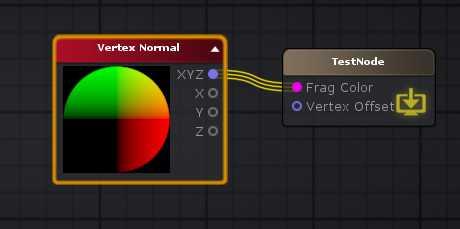 Vertex Normal
XYZ
X
Y
Z
TestNode
Frag Color
Vertex Offset